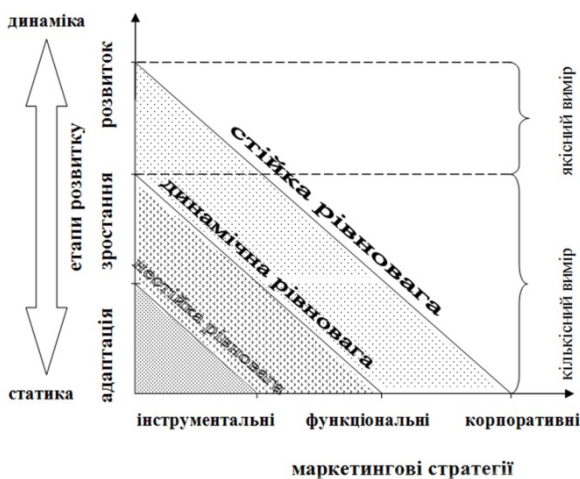 динаміка
статика
етапи розвитку
розвиток
зростання
адаптація
стійка рівновага
динамічна рівновага
нестійка рівновага
якісний вимір
кількісний вимір
інструментальні
функціональні
корпоративні
маркетингові стратегії